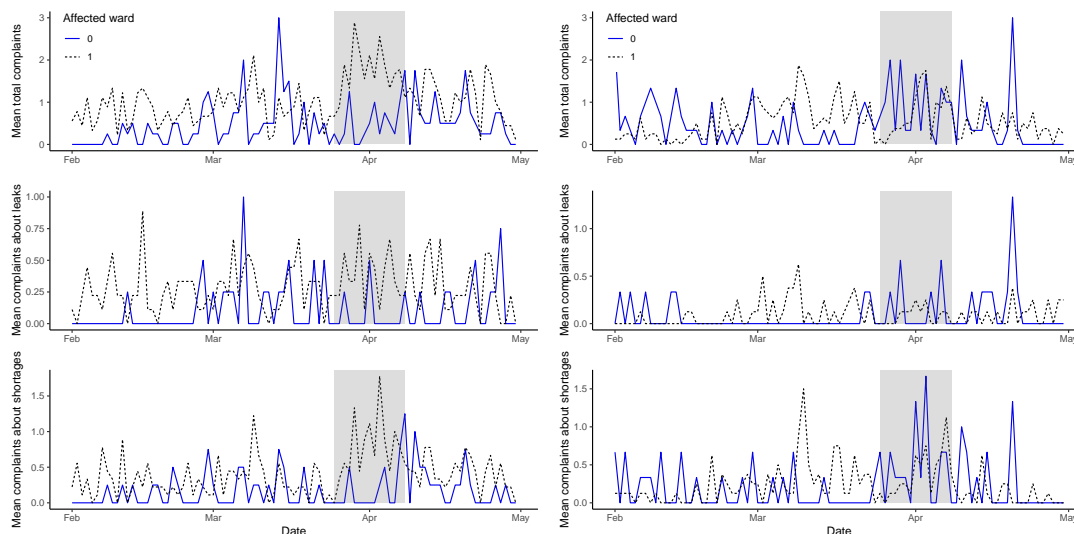 Affected ward
0
1
Mean total complaints
3
2
1
0
Feb
Mar
Apr
May
Mean complaints about leaks
1.00
0.75
0.50
0.25
0.00
Feb
Mar
Apr
May
Mean complaints about shortages
1.5
1.0
0.5
0.0
Feb
Mar
Apr
May
Date
Affected ward
0
1
Mean total complaints
3
2
1
0
Feb
Mar
Apr
May
Mean complaints about leaks
1.0
0.5
0.0
Feb
Mar
Apr
May
Mean complaints about shortages
1.5
1.0
0.5
0.0
Feb
Mar
Apr
May
Date